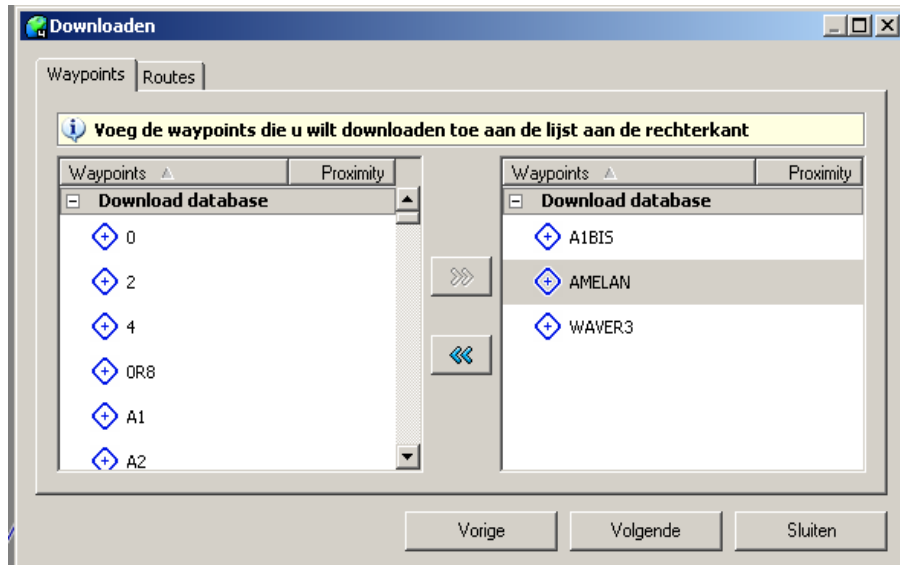 Downloaden
Waypoints Routes
Voeg de waypoints die u wilt downloaden toe aan de lijst aan de rechterkant
Waypoints Proximity
Download database
0
2
4
0R8
A1
A2
Waypoints Proximity
Download database
A1BIS
AMELAN
WAVER3
Vorige Volgende Sluiten